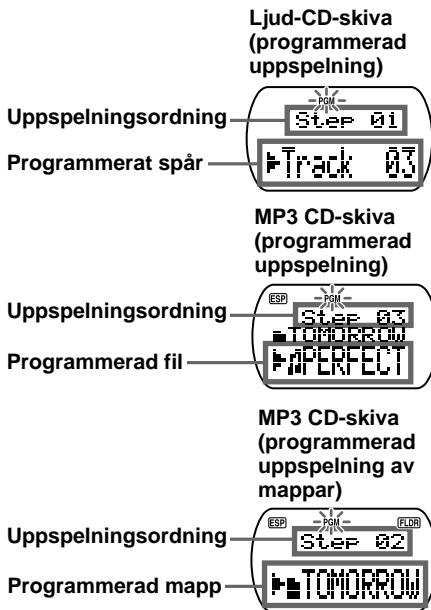 Ljud-CD-skiva
(programmerad
uppspelning)
PGM
Uppspelningsordning
Step 01
Programmerat spår
Track 03
MP3 CD-skiva
(programmerad
uppspelning)
ESP PGM
Uppspelningsordning
Step 03
TOMORROW
Programmerad fil
PERFECT
MP3 CD-skiva
(programmerad
uppspelning av
mappar)
ESP PGM FLDR
Uppspelningsordning
Step 02
Programmerad mapp
TOMORROW